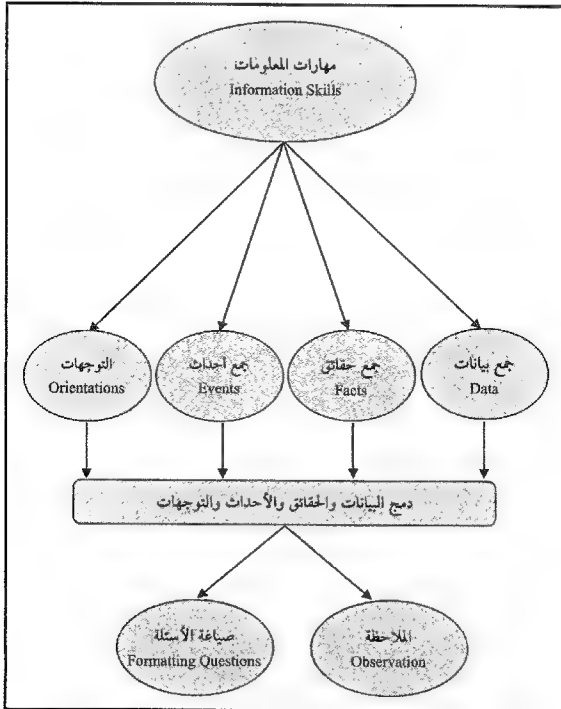 مهارات المعلومات
Information Skills
جمع بيانات
Data
جمع حقائق
Facts
جمع أحداث
Events
التوجهات
Orientations
دمج البيانات والحقائق والأحداث والتوجهات
الملاحظة
Observation
صياغة الأسئلة
Formatting Questions